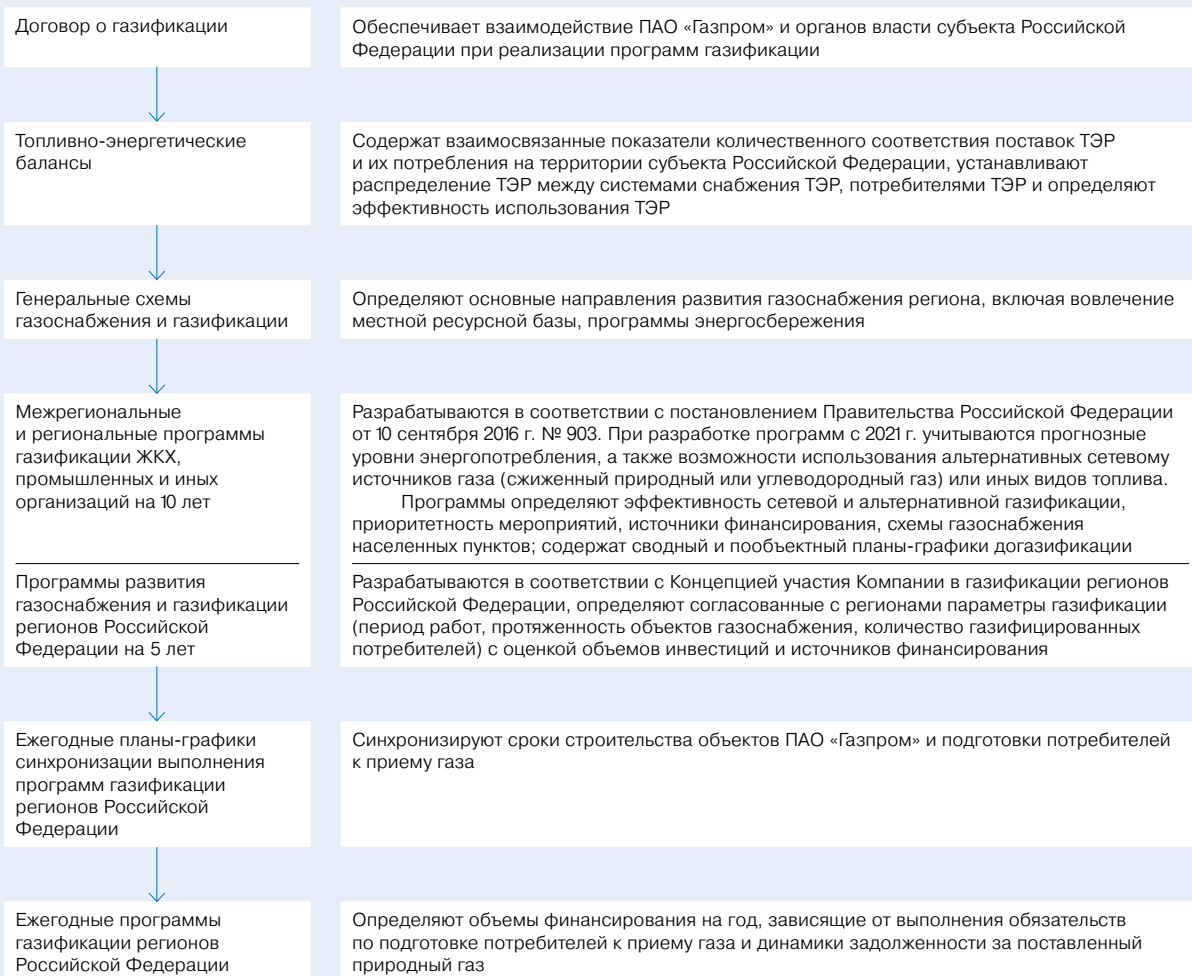 Договор о газификации
Обеспечивает взаимодействие ПАО «Газпром» и органов власти субъекта Российской
Федерации при реализации программ газификации
Топливно-энергетические
балансы
Содержат взаимосвязанные показатели количественного соответствия поставок ТЭР
и их потребления на территории субъекта Российской Федерации, устанавливают
распределение ТЭР между системами снабжения ТЭР, потребителями ТЭР и определяют
эффективность использования ТЭР
Генеральные схемы
газоснабжения и газификации
Определяют основные направления развития газоснабжения региона, включая вовлечение
местной ресурсной базы, программы энергосбережения
Межрегиональные
и региональные программы
газификации ЖКХ,
промышленных и иных
организаций на 10 лет
Разрабатываются в соответствии с постановлением Правительства Российской Федерации
от 10 сентября 2016 г. № 903. При разработке программ с 2021 г. учитываются прогнозные
уровни энергопотребления, а также возможности использования альтернативных сетевому
источников газа (сжиженный природный или углеводородный газ) или иных видов топлива.
Программы определяют эффективность сетевой и альтернативной газификации,
приоритетность мероприятий, источники финансирования, схемы газоснабжения
населенных пунктов; содержат сводный и пообъектный планы-графики догазификации
Программы развития
газоснабжения и газификации
регионов Российской
Федерации на 5 лет
Разрабатываются в соответствии с Концепцией участия Компании в газификации регионов
Российской Федерации, определяют согласованные с регионами параметры газификации
(период работ, протяженность объектов газоснабжения, количество газифицированных
потребителей) с оценкой объемов инвестиций и источников финансирования
Ежегодные планы-графики
синхронизации выполнения
программ газификации
регионов Российской
Федерации
Синхронизируют сроки строительства объектов ПАО «Газпром» и подготовки потребителей
к приему газа
Ежегодные программы
газификации регионов
Российской Федерации
Определяют объемы финансирования на год, зависящие от выполнения обязательств
по подготовке потребителей к приему газа и динамики задолженности за поставленный
природный газ